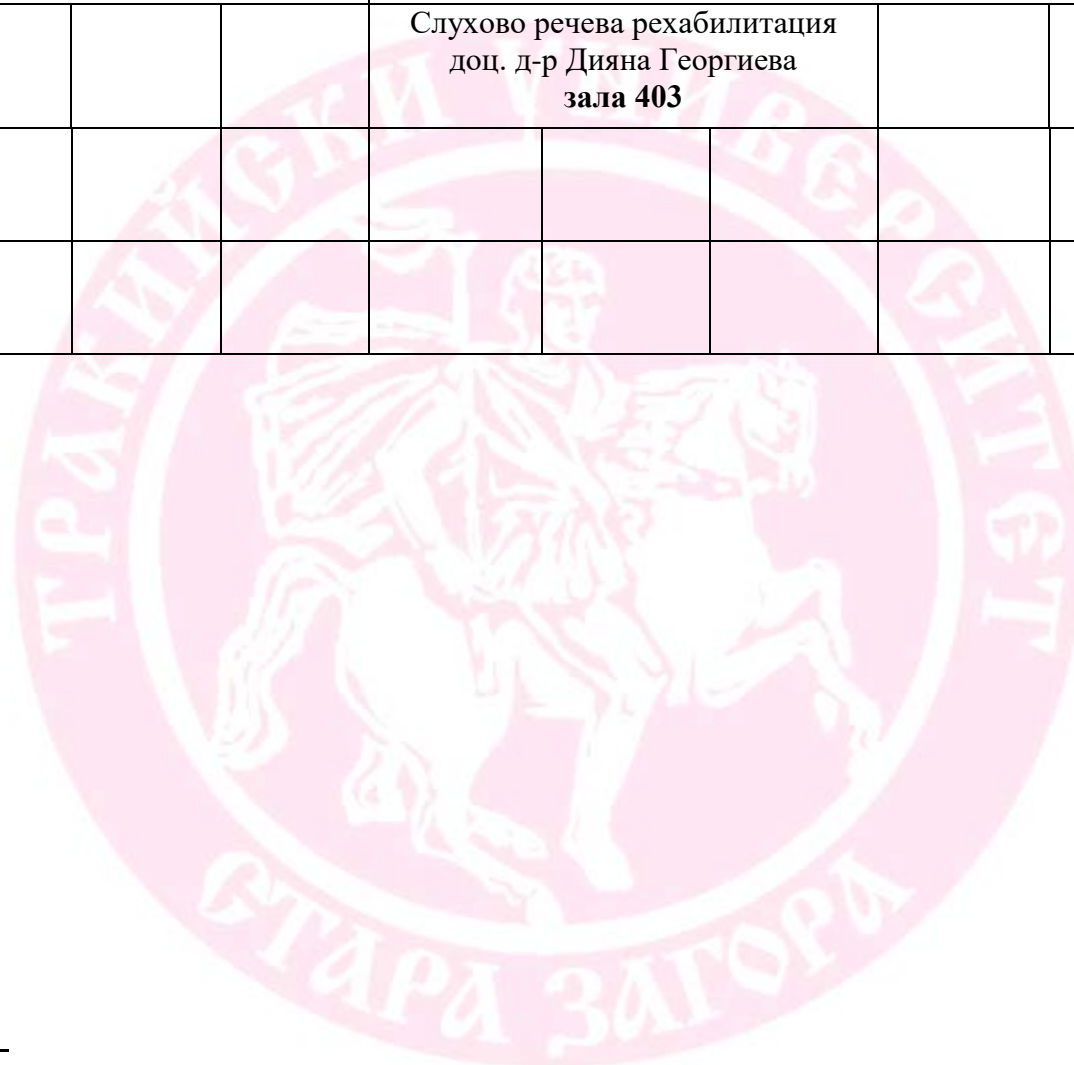 Слухово речева рехабилитация
доц. д-р Дияна Георгиева
зала 403
ТРАКИЙСКИ УНИВЕРСИТЕТ
СТАРА ЗАГОРА